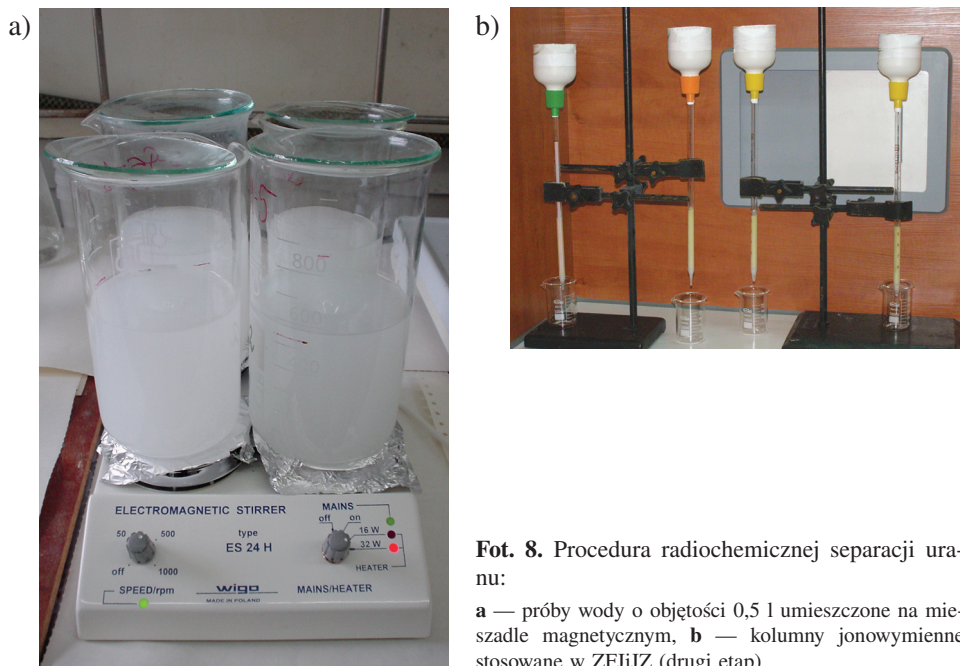 a)
b)
800
ELECTROMAGNETIC STIRRER
type
ES 24 H
50
500
off
1000
SPEED/rpm
wigo
MADE IN POLAND
MAINS
off
on
16 W
32 W
HEATER
MAINS/HEATER
Fot. 8. Procedura radiochemicznej separacji ura-
nu:
a — próby wody o objętości 0,5 l umieszczone na mie-
szadle magnetycznym, b — kolumny jonowymienne
stosowane w ZFJiJZ (drugi etap)